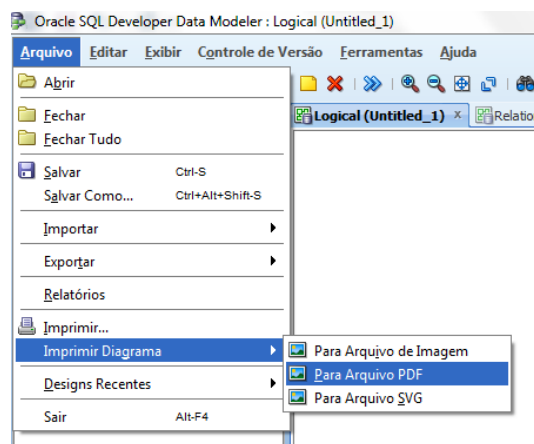 Oracle SQL Developer Data Modeler : Logical (Untitled_1)
Arquivo Editar Exibir Controle de Versão Ferramentas Ajuda
Abrir
Logical (Untitled_1) x Relatio
Fechar
Fechar Tudo
Salvar Ctrl-S
Salvar Como... Ctrl+Alt+Shift-S
Importar
Exportar
Relatórios
Imprimir...
Imprimir Diagrama
Para Arquivo de Imagem
Para Arquivo PDF
Para Arquivo SVG
Designs Recentes
Sair Alt-F4